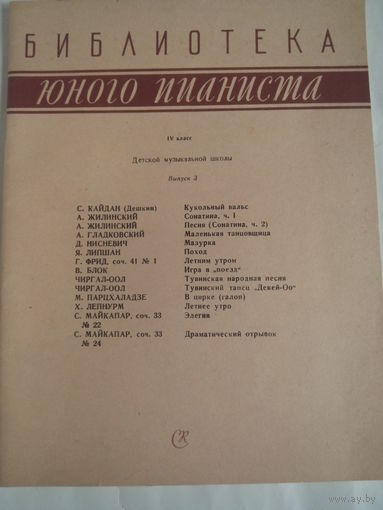 БИБЛИОТЕКА
ЮНОГО ПИАНИСТА
IV класс
Детской музыкальной школы
Выпуск 3
С. КАЙДАН (Дешкин) Кукольный вальс
А. ЖИЛИНСКИЙ Сонатина, ч. 1
А. ЖИЛИНСКИЙ Песня (Сонатина, ч. 2)
А. ГЛАДКОВСКИЙ Маленькая танцовщица
Д. НИСНЕВИЧ Мазурка
Я. ЛИПШАН Поход
Г. ФРИД, соч. 41 № 1 Летним утром
В. БЛОК Игра в „поезд“
ЧИРГАЛ-ООЛ Тувинская народная песня
ЧИРГАЛ-ООЛ Тувинский танец „Декей-Оо“
М. ПАРЦХАЛАДЗЕ В цирке (галоп)
Х. ЛЕПНУРМ Летнее утро
С. МАЙКАПАР, соч. 33 Элегия
№ 22
С. МАЙКАПАР, соч. 33 Драматический отрывок
№ 24
СК
www.ay.by